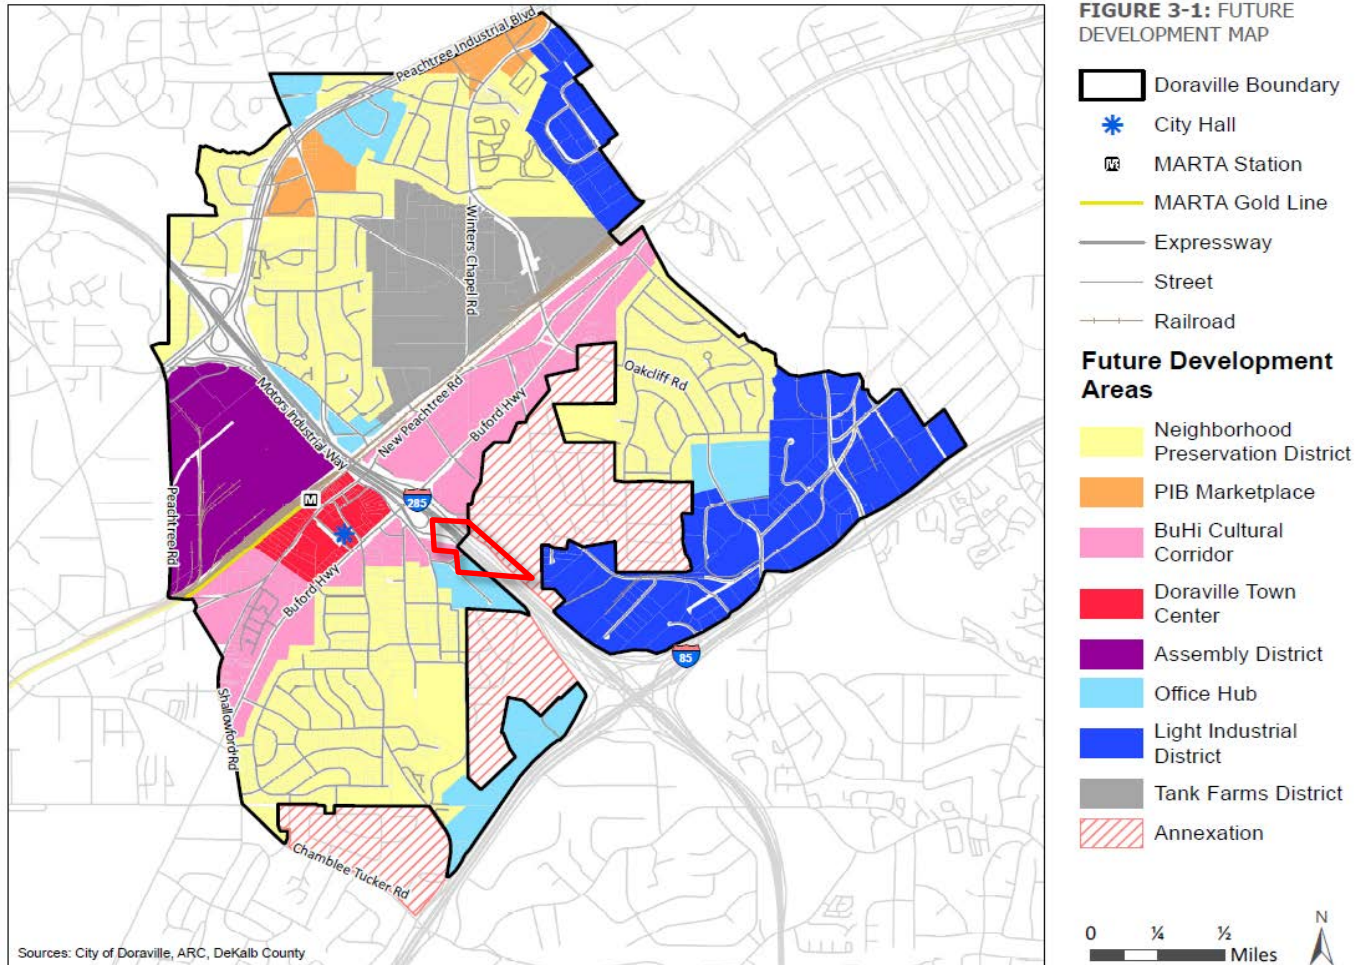 FIGURE 3-1: FUTURE
DEVELOPMENT MAP
Doraville Boundary
City Hall
M
MARTA Station
MARTA Gold Line
Expressway
Street
Railroad
Future Development
Areas
Neighborhood
Preservation District
PIB Marketplace
BuHi Cultural
Corridor
Doraville Town
Center
Assembly District
Office Hub
Light Industrial
District
Tank Farms District
Annexation
0 ¼ ½
Miles
N
Peachtree Industrial Blvd
Winters Chapel Rd
Oakcliff Rd
Motors Industrial Way
New Peachtree Rd
Buford Hwy
Peachtree Rd
M
285
Buford Hwy
85
Shallowford Rd
Chamblee Tucker Rd
Sources: City of Doraville, ARC, DeKalb County